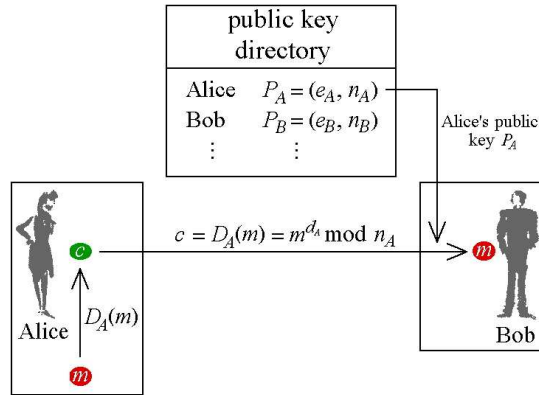 public key
directory
Alice P_A = (e_A, n_A)
Bob P_B = (e_B, n_B)
⋮ ⋮
Alice's public
key P_A
c = D_A(m) = m^{d_A} mod n_A
c
m
D_A(m)
Alice
m
Bob